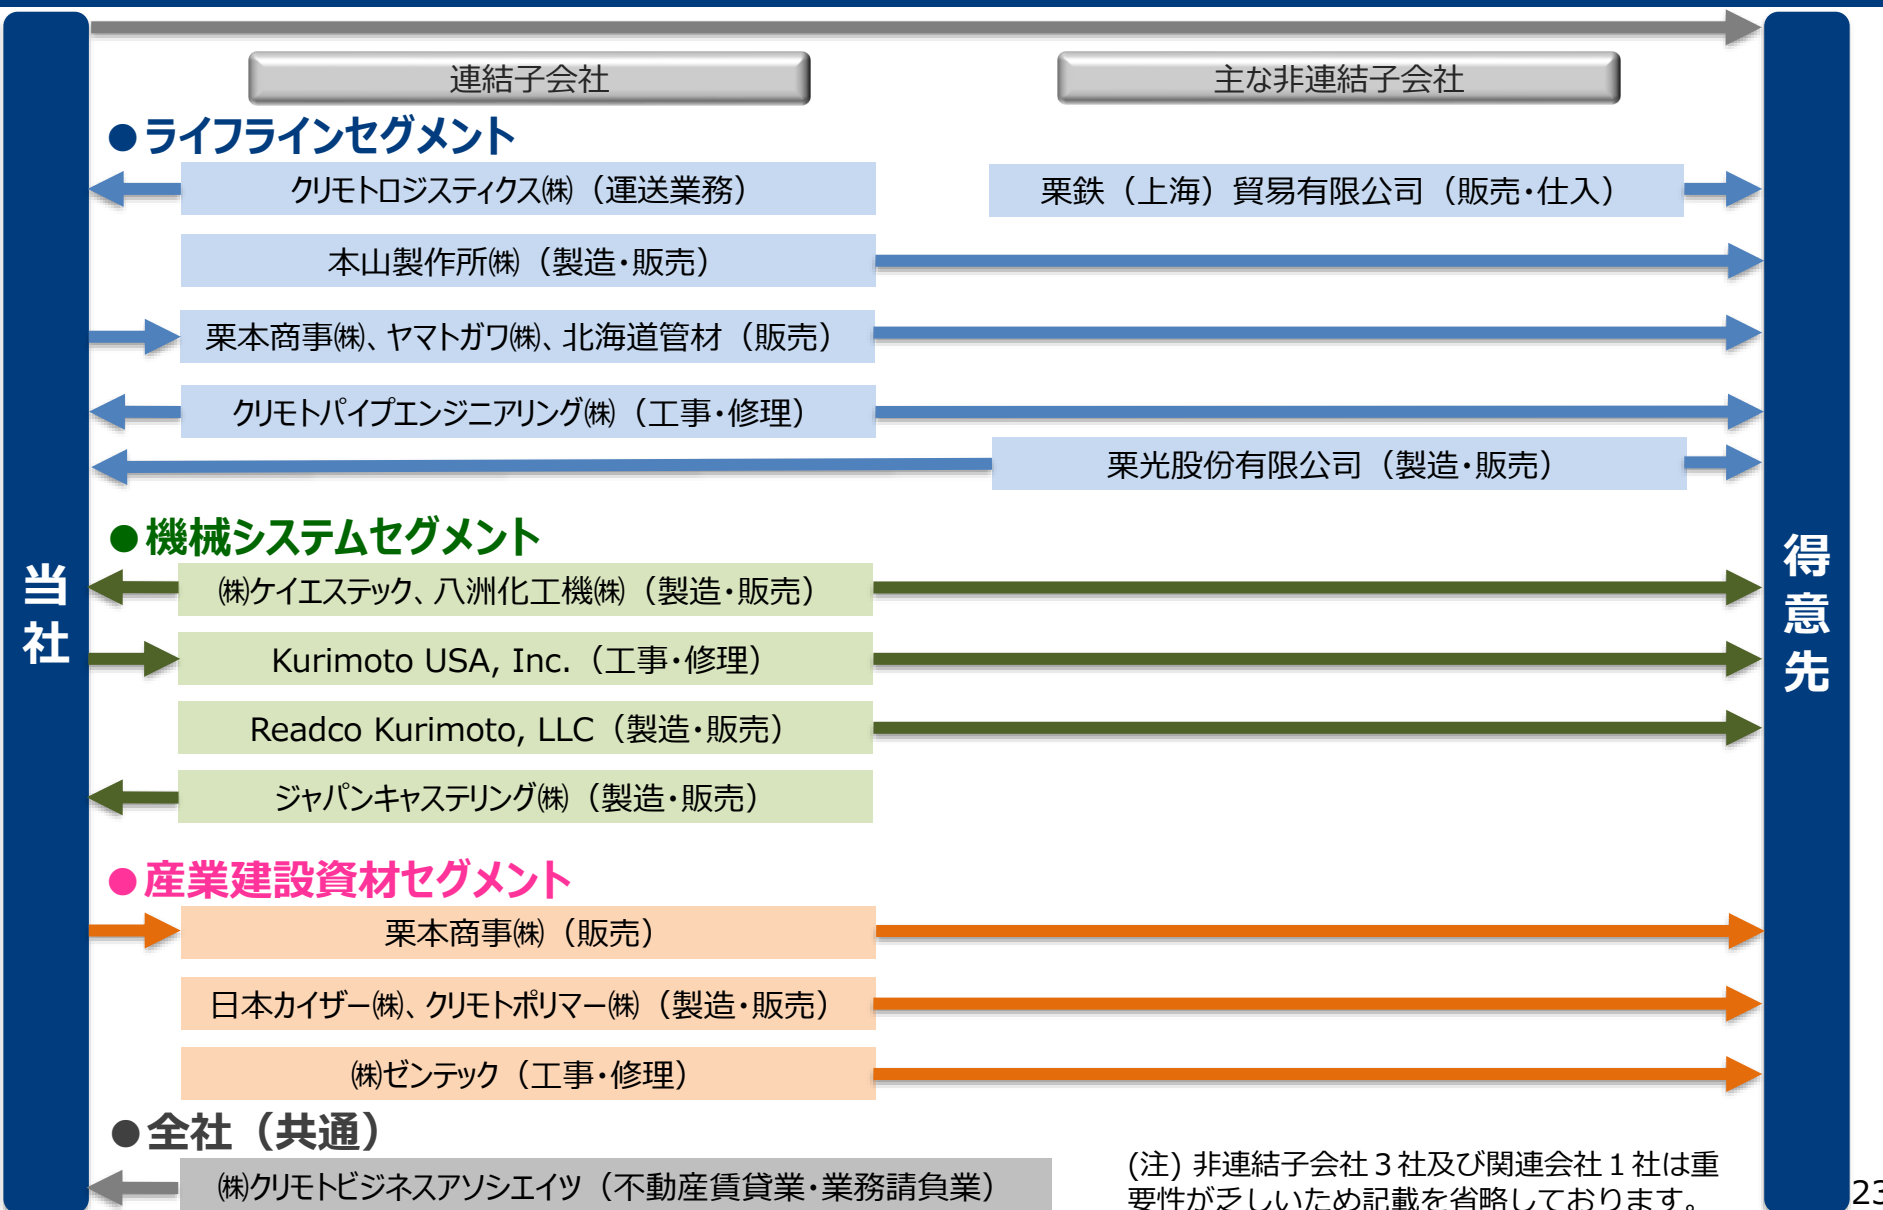 連結子会社
主な非連結子会社
●ライフラインセグメント
クリモトロジスティクス㈱（運送業務）
栗鉄（上海）貿易有限公司（販売・仕入）
本山製作所㈱（製造・販売）
栗本商事㈱、ヤマトガワ㈱、北海道管材（販売）
クリモトパイプエンジニアリング㈱（工事・修理）
栗光股份有限公司（製造・販売）
●機械システムセグメント
㈱ケイエステック、八洲化工機㈱（製造・販売）
Kurimoto USA, Inc.（工事・修理）
Readco Kurimoto, LLC（製造・販売）
ジャパンキャステリング㈱（製造・販売）
当社
得意先
●産業建設資材セグメント
栗本商事㈱（販売）
日本カイザー㈱、クリモトポリマー㈱（製造・販売）
㈱ゼンテック（工事・修理）
●全社（共通）
㈱クリモトビジネスアソシエイツ（不動産賃貸業・業務請負業）
(注) 非連結子会社３社及び関連会社１社は重
要性が乏しいため記載を省略しております。
23